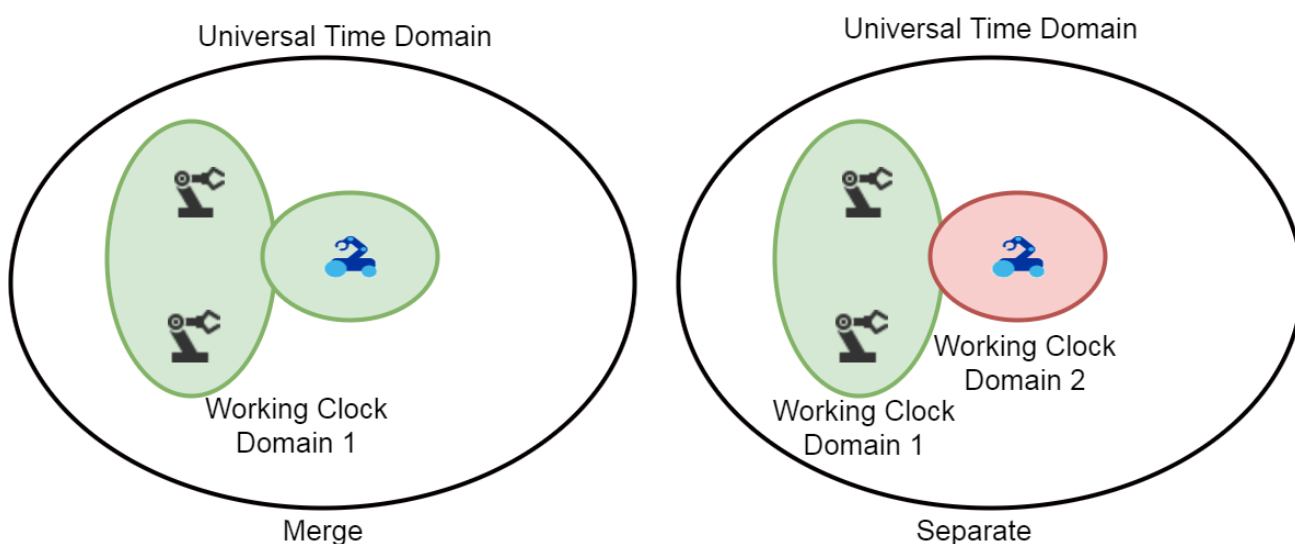 Universal Time Domain
Working Clock
Domain 1
Merge
Universal Time Domain
Working Clock
Domain 2
Working Clock
Domain 1
Separate